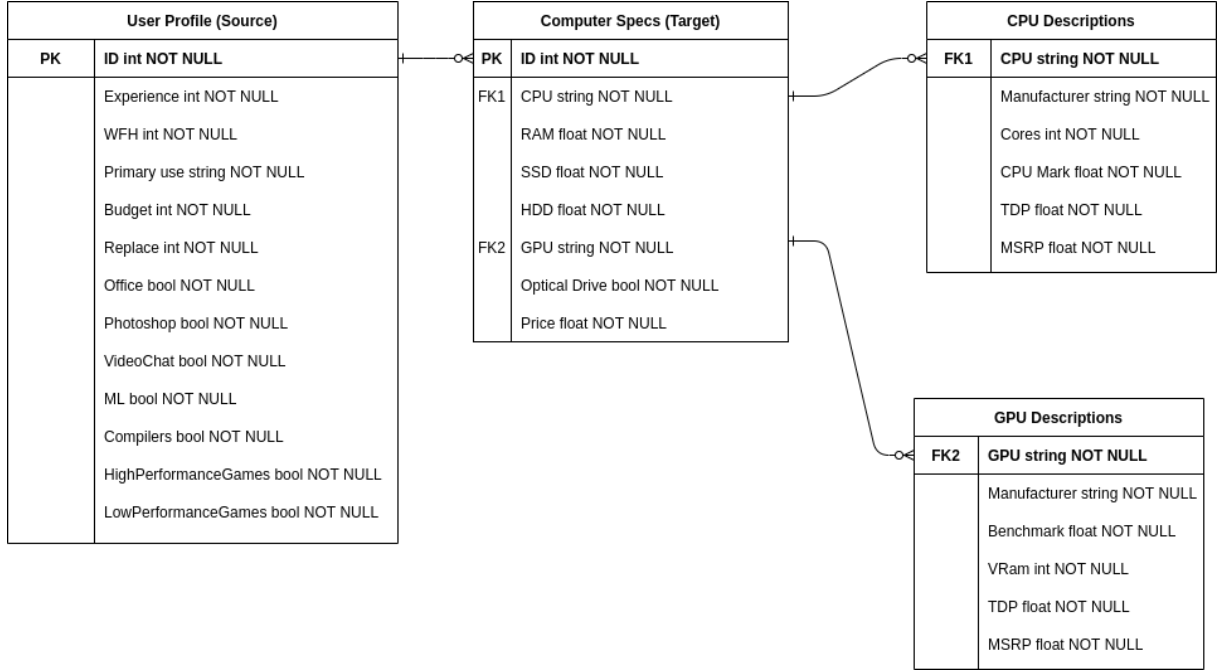 User Profile (Source)
PK ID int NOT NULL
Experience int NOT NULL
WFH int NOT NULL
Primary use string NOT NULL
Budget int NOT NULL
Replace int NOT NULL
Office bool NOT NULL
Photoshop bool NOT NULL
VideoChat bool NOT NULL
ML bool NOT NULL
Compilers bool NOT NULL
HighPerformanceGames bool NOT NULL
LowPerformanceGames bool NOT NULL
Computer Specs (Target)
PK ID int NOT NULL
FK1 CPU string NOT NULL
RAM float NOT NULL
SSD float NOT NULL
HDD float NOT NULL
FK2 GPU string NOT NULL
Optical Drive bool NOT NULL
Price float NOT NULL
CPU Descriptions
FK1 CPU string NOT NULL
Manufacturer string NOT NULL
Cores int NOT NULL
CPU Mark float NOT NULL
TDP float NOT NULL
MSRP float NOT NULL
GPU Descriptions
FK2 GPU string NOT NULL
Manufacturer string NOT NULL
Benchmark float NOT NULL
VRam int NOT NULL
TDP float NOT NULL
MSRP float NOT NULL